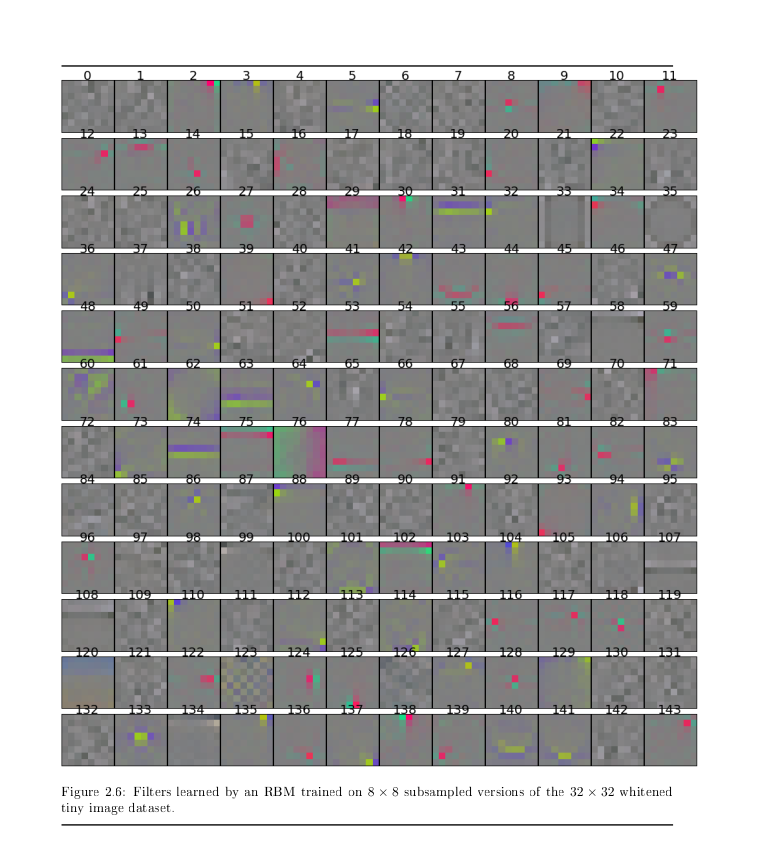 0 1 2 3 4 5 6 7 8 9 10 11
12 13 14 15 16 17 18 19 20 21 22 23
24 25 26 27 28 29 30 31 32 33 34 35
36 37 38 39 40 41 42 43 44 45 46 47
48 49 50 51 52 53 54 55 56 57 58 59
60 61 62 63 64 65 66 67 68 69 70 71
72 73 74 75 76 77 78 79 80 81 82 83
84 85 86 87 88 89 90 91 92 93 94 95
96 97 98 99 100 101 102 103 104 105 106 107
108 109 110 111 112 113 114 115 116 117 118 119
120 121 122 123 124 125 126 127 128 129 130 131
132 133 134 135 136 137 138 139 140 141 142 143
Figure 2.6: Filters learned by an RBM trained on 8 × 8 subsampled versions of the 32 × 32 whitened
tiny image dataset.